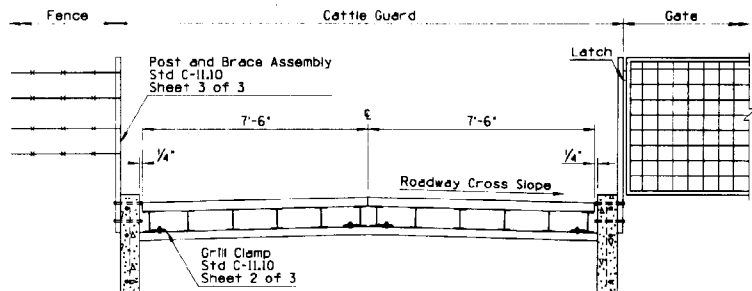 Fence
Cattle Guard
Gate
Post and Brace Assembly
Std C-11.10
Sheet 3 of 3
Latch
7'-6"
℄
7'-6"
1/4"
1/4"
Roadway Cross Slope
Grill Clamp
Std C-11.10
Sheet 2 of 3